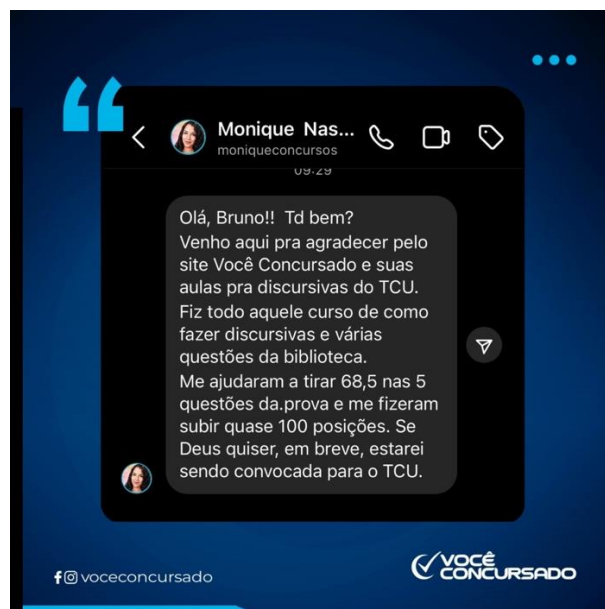 Monique Nas...
moniqueconcursos
09:29
Olá, Bruno!! Td bem?
Venho aqui pra agradecer pelo
site Você Concursado e suas
aulas pra discursivas do TCU.
Fiz todo aquele curso de como
fazer discursivas e várias
questões da biblioteca.
Me ajudaram a tirar 68,5 nas 5
questões da.prova e me fizeram
subir quase 100 posições. Se
Deus quiser, em breve, estarei
sendo convocada para o TCU.
voceconcursado
VOCÊ
CONCURSADO